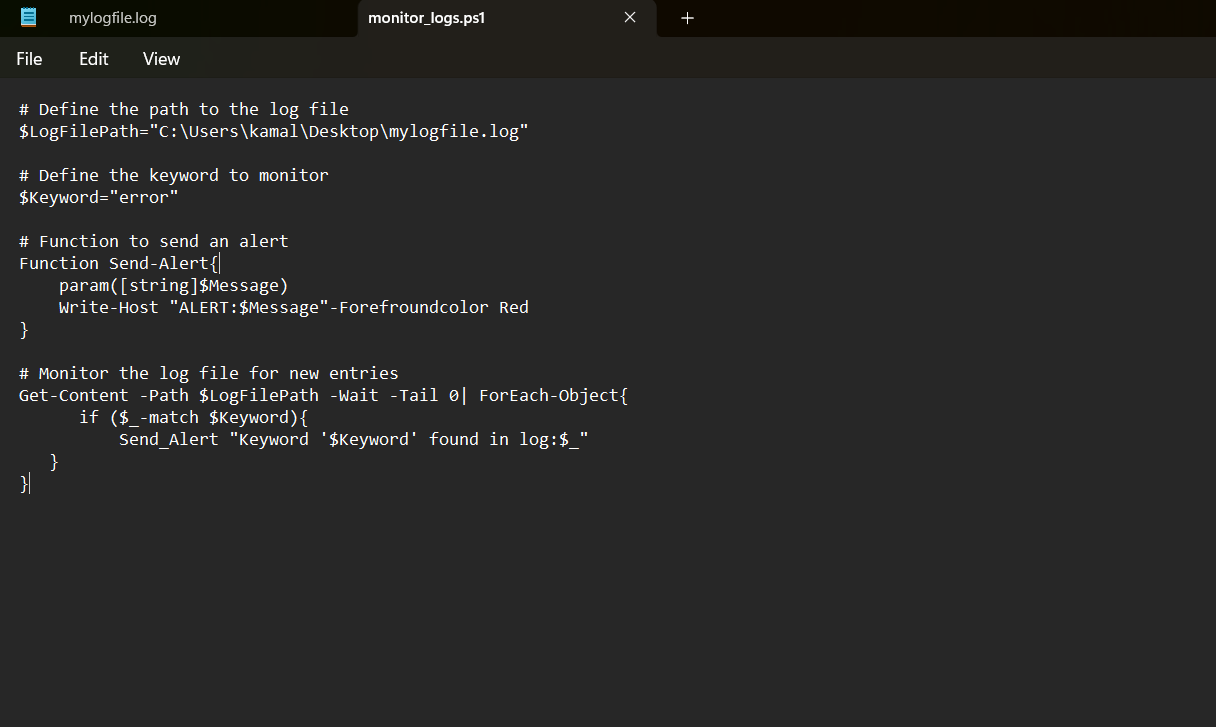 mylogfile.log
monitor_logs.ps1
File Edit View
# Define the path to the log file
$LogFilePath="C:\Users\kamal\Desktop\mylogfile.log"
# Define the keyword to monitor
$Keyword="error"
# Function to send an alert
Function Send-Alert{
    param([string]$Message)
    Write-Host "ALERT:$Message"-Forefroundcolor Red
}
# Monitor the log file for new entries
Get-Content -Path $LogFilePath -Wait -Tail 0| ForEach-Object{
      if ($_-match $Keyword){
          Send_Alert "Keyword '$Keyword' found in log:$_"
   }
}